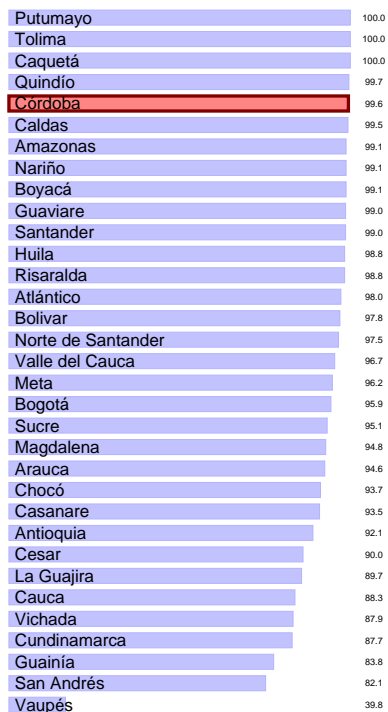 Putumayo 100.0
Tolima 100.0
Caquetá 100.0
Quindío 99.7
Córdoba 99.6
Caldas 99.5
Amazonas 99.1
Nariño 99.1
Boyacá 99.1
Guaviare 99.0
Santander 99.0
Huila 98.8
Risaralda 98.8
Atlántico 98.0
Bolivar 97.8
Norte de Santander 97.5
Valle del Cauca 96.7
Meta 96.2
Bogotá 95.9
Sucre 95.1
Magdalena 94.8
Arauca 94.6
Chocó 93.7
Casanare 93.5
Antioquia 92.1
Cesar 90.0
La Guajira 89.7
Cauca 88.3
Vichada 87.9
Cundinamarca 87.7
Guainía 83.8
San Andrés 82.1
Vaupés 39.8